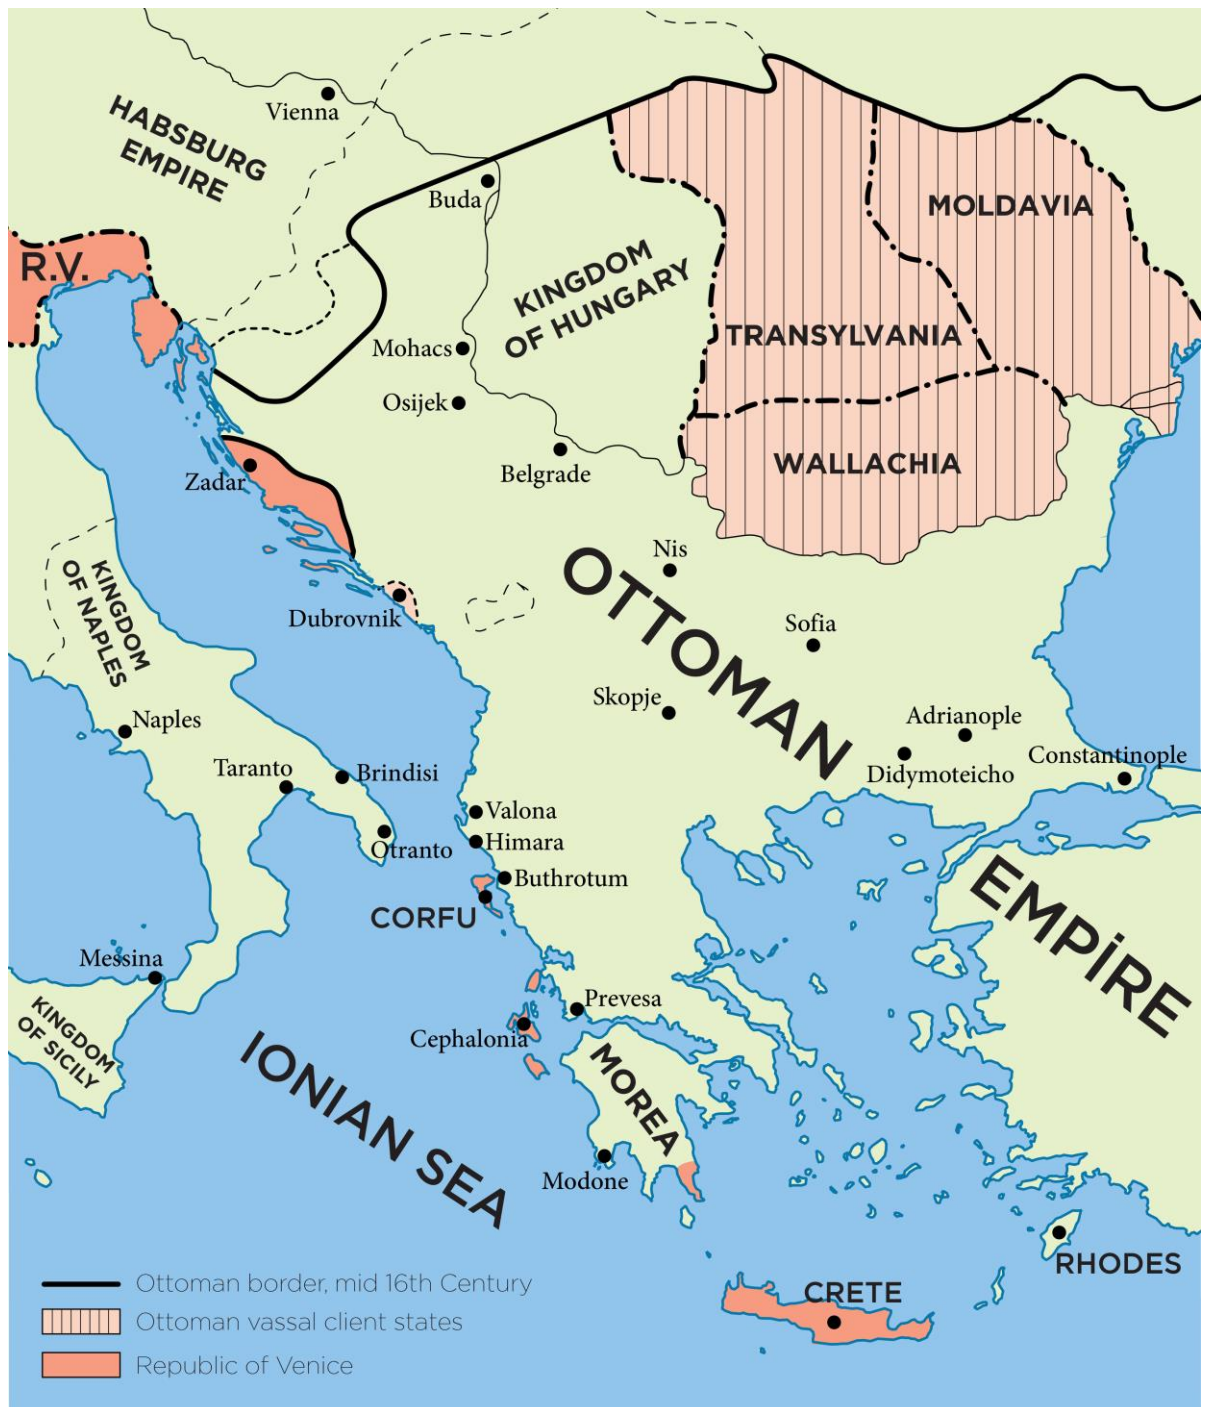 Vienna
HABSBURG
EMPIRE
Buda
MOLDAVIA
R.V.
KINGDOM
OF HUNGARY
TRANSYLVANIA
Mohacs
Osijek
Belgrade
WALLACHIA
Zadar
Nis
OTTOMAN
KINGDOM
OF NAPLES
Dubrovnik
Sofia
Skopje
Naples
Adrianople
Constantinople
Didymoteicho
Taranto
Brindisi
Valona
Himara
Otranto
Buthrotum
CORFU
EMPİRE
Messina
Prevesa
Cephalonia
KINGDOM
OF SICILY
IONIAN SEA
MOREA
Modone
RHODES
CRETE
Ottoman border, mid 16th Century
Ottoman vassal client states
Republic of Venice